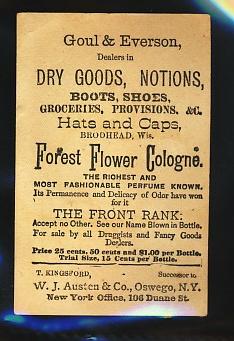 Goul & Everson,
Dealers in
DRY GOODS, NOTIONS,
BOOTS, SHOES,
GROCERIES, PROVISIONS, &C.
Hats and Caps,
BRODHEAD, Wis.
Forest Flower Cologne.
THE RICHEST AND
MOST FASHIONABLE PERFUME KNOWN.
Its Permanence and Delicacy of Odor have won
for it
THE FRONT RANK:
Accept no Other. See our Name Blown in Bottle.
For sale by all Druggists and Fancy Goods
Dealers.
Price 25 cents. 50 cents and $1.00 per Bottle.
Trial Size, 15 Cents per Bottle.
T. KINGSFORD, Successor to
W. J. Austen & Co., Oswego, N.Y.
New York Office, 106 Duane St.